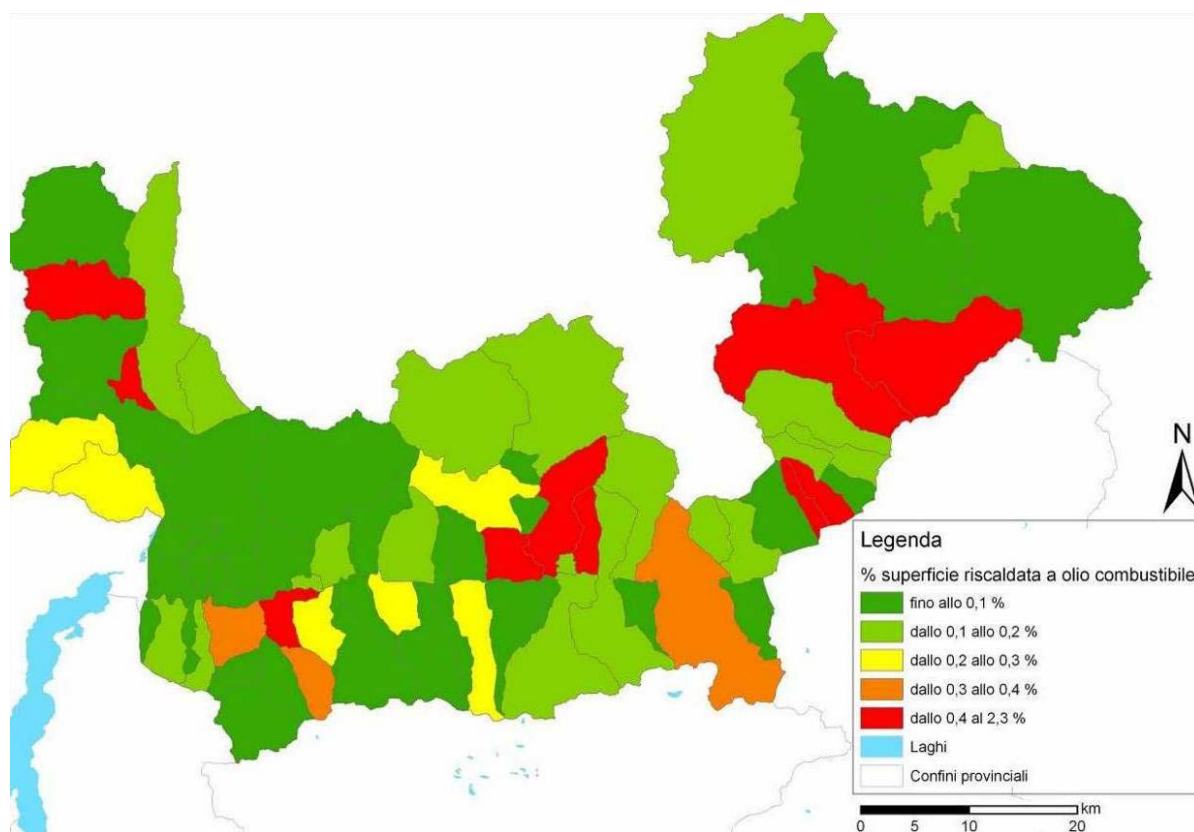 N
Legenda
% superficie riscaldata a olio combustibile
fino allo 0,1 %
dallo 0,1 allo 0,2 %
dallo 0,2 allo 0,3 %
dallo 0,3 allo 0,4 %
dallo 0,4 al 2,3 %
Laghi
Confini provinciali
km
0 5 10 20